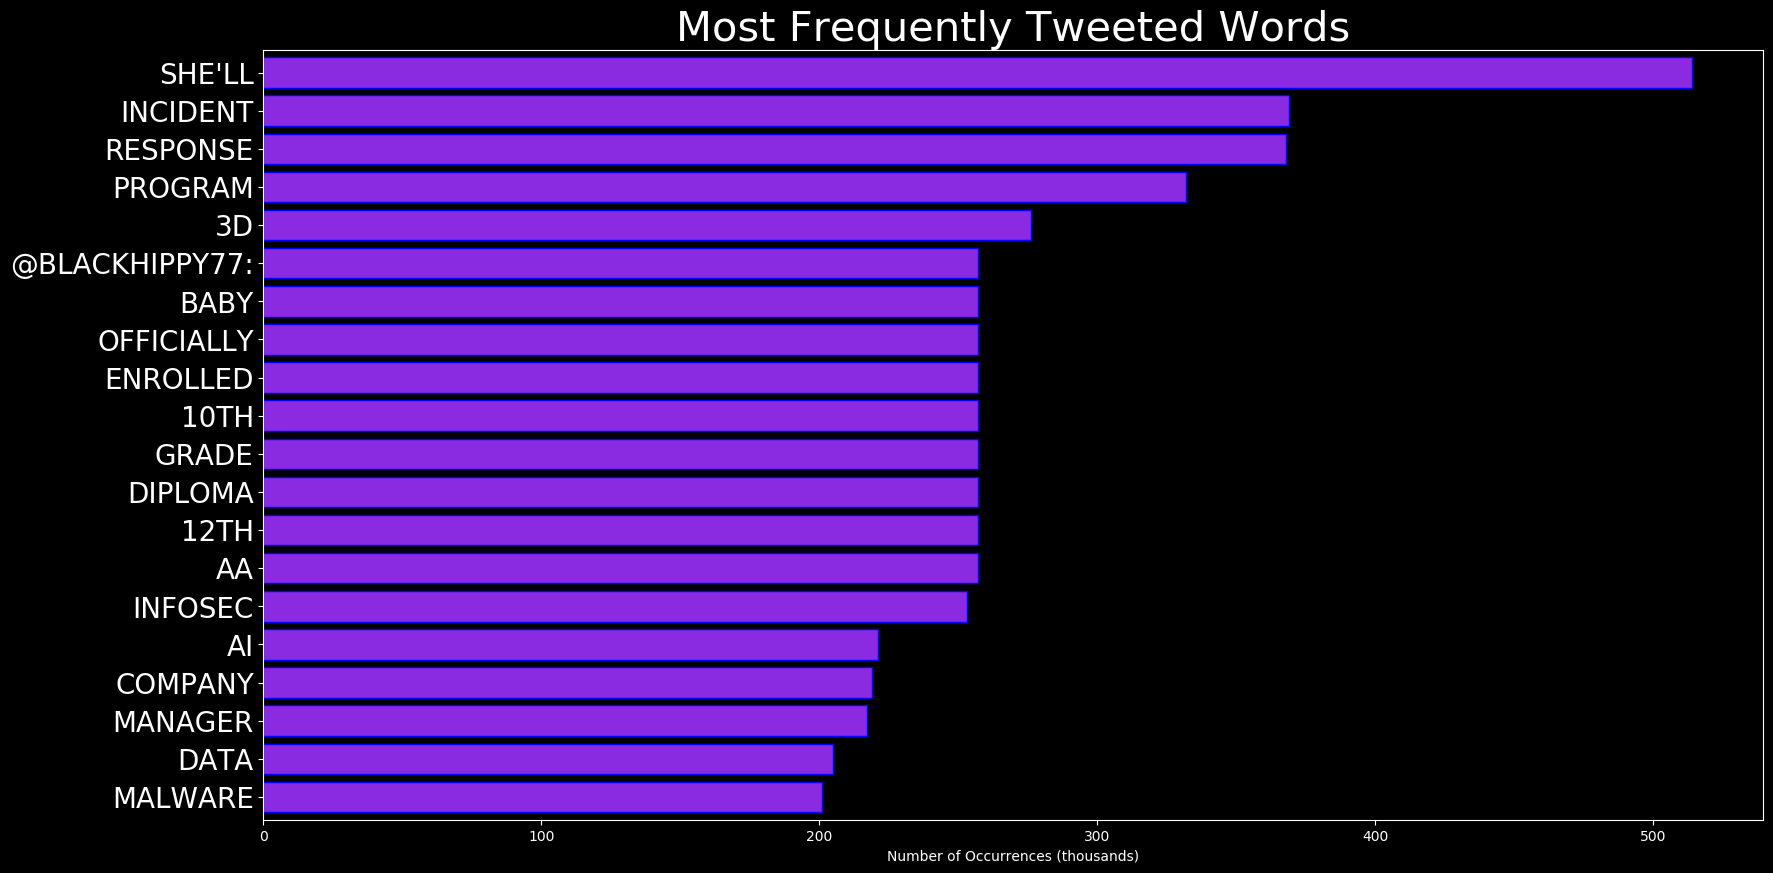 Most Frequently Tweeted Words
SHE'LL
INCIDENT
RESPONSE
PROGRAM
3D
@BLACKHIPPY77:
BABY
OFFICIALLY
ENROLLED
10TH
GRADE
DIPLOMA
12TH
AA
INFOSEC
AI
COMPANY
MANAGER
DATA
MALWARE
0 100 200 300 400 500
Number of Occurrences (thousands)